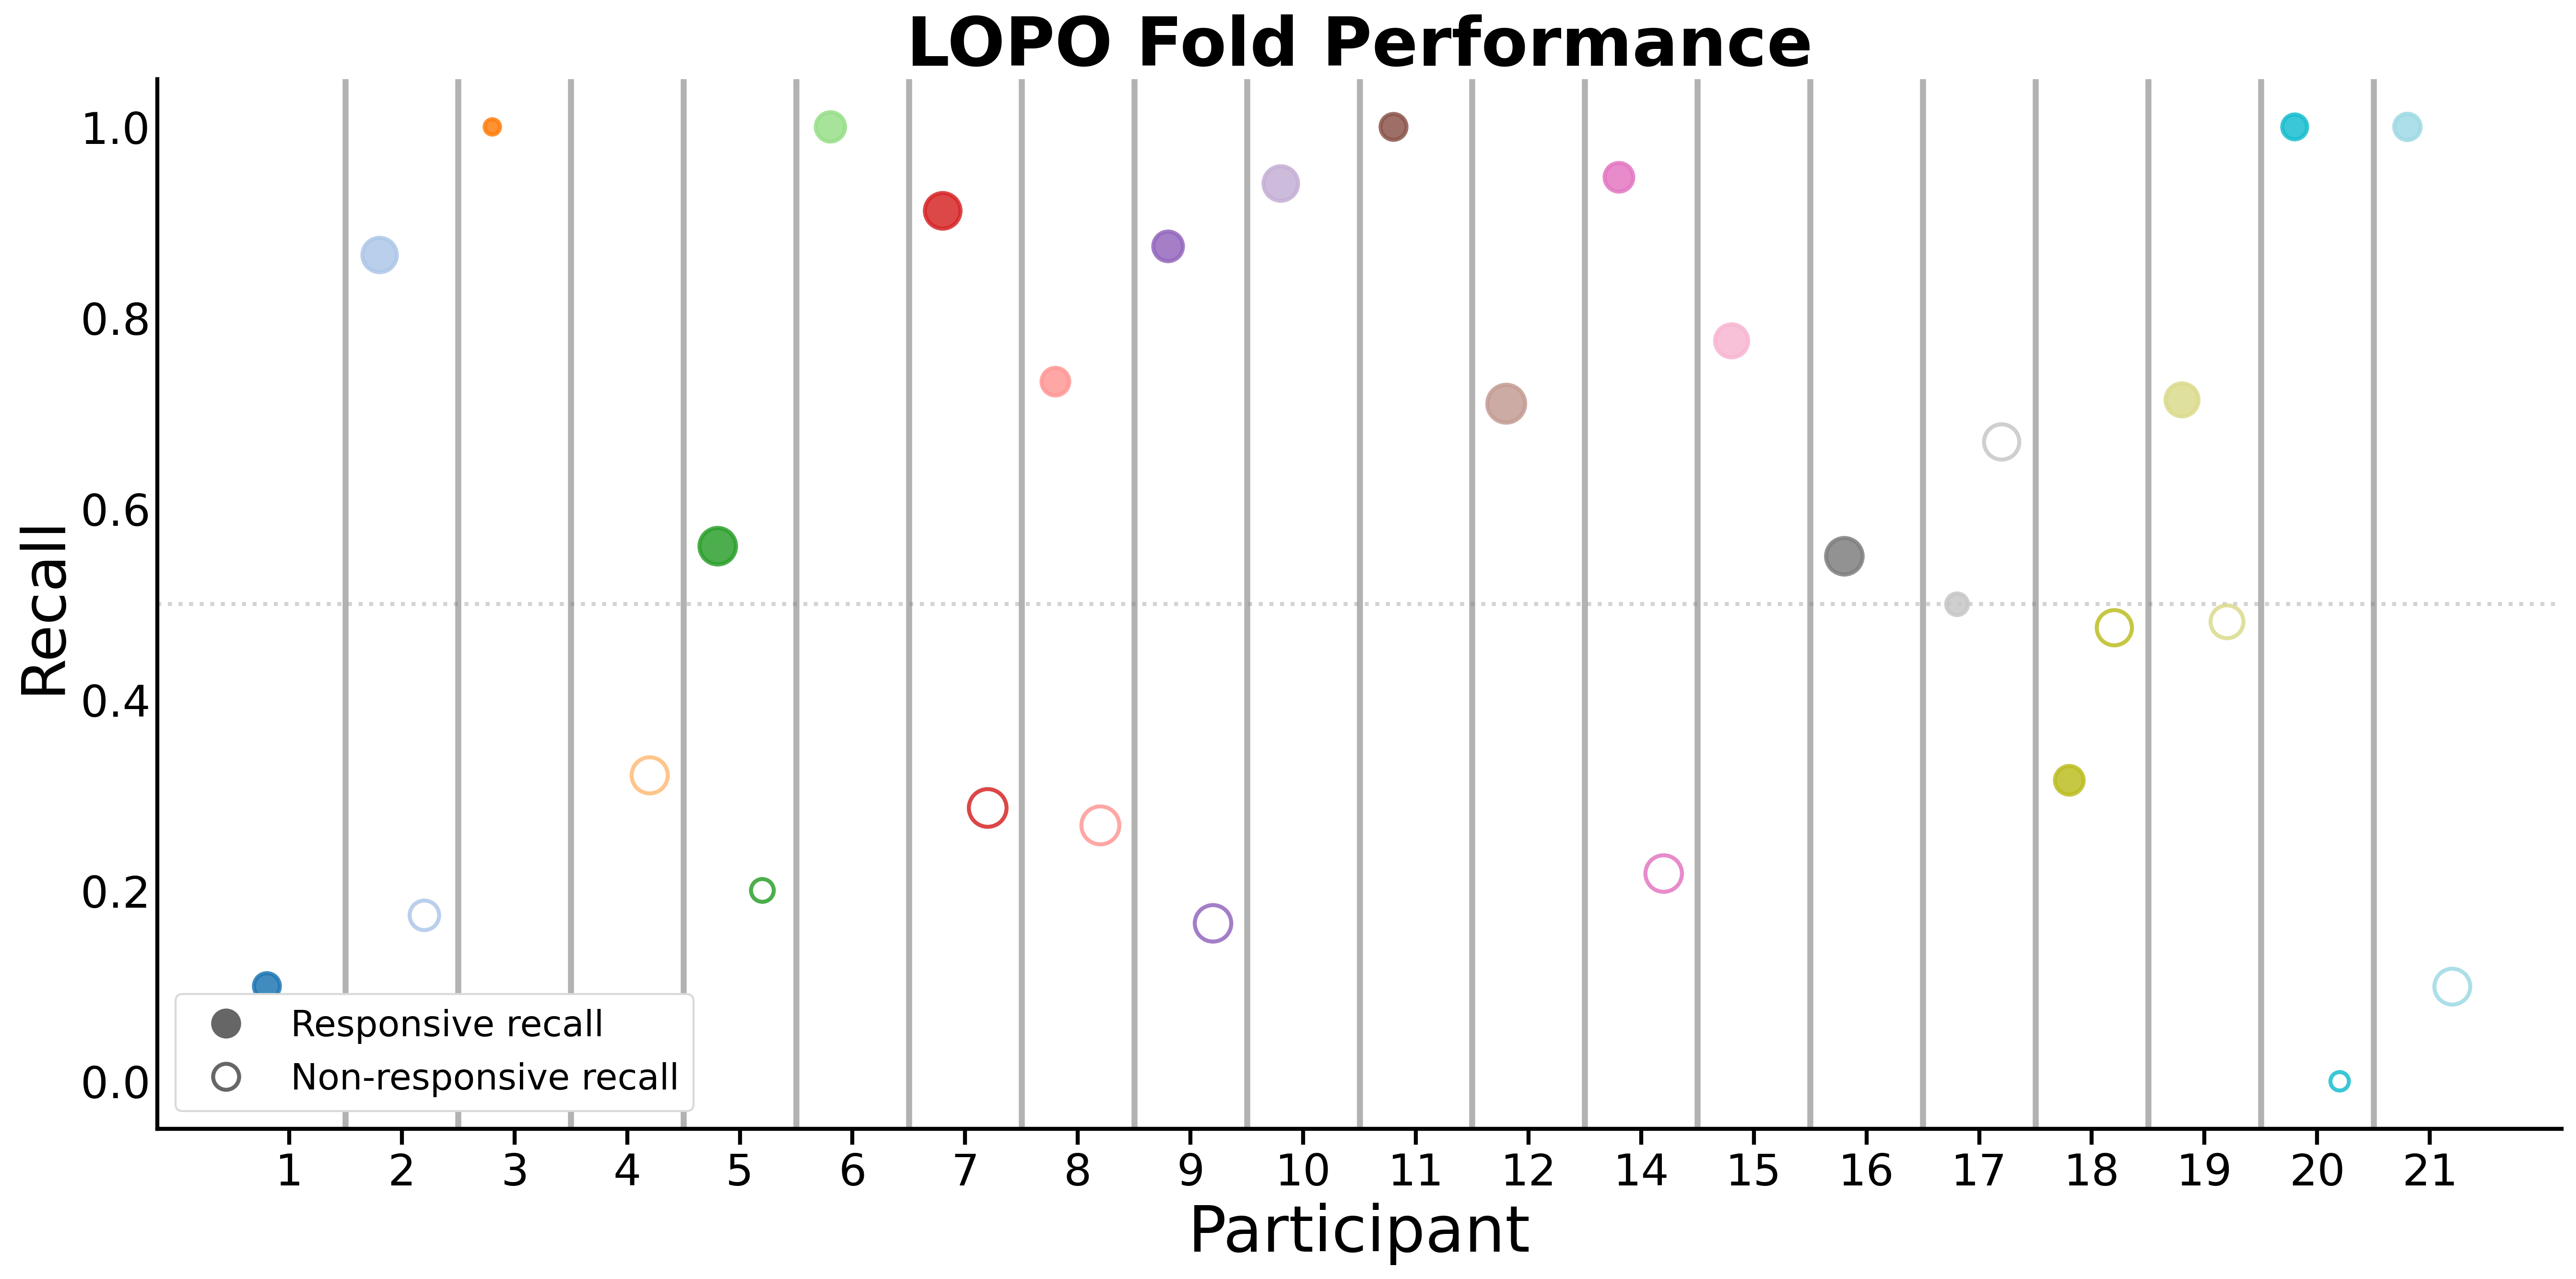 LOPO Fold Performance
Recall
1.0
0.8
0.6
0.4
0.2
0.0
Responsive recall
Non-responsive recall
1 2 3 4 5 6 7 8 9 10 11 12 14 15 16 17 18 19 20 21
Participant